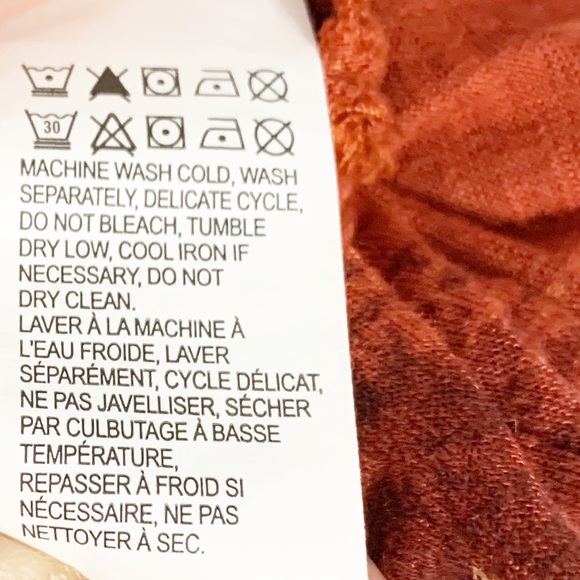 30
MACHINE WASH COLD, WASH
SEPARATELY, DELICATE CYCLE,
DO NOT BLEACH, TUMBLE
DRY LOW, COOL IRON IF
NECESSARY, DO NOT
DRY CLEAN.
LAVER À LA MACHINE À
L'EAU FROIDE, LAVER
SÉPARÉMENT, CYCLE DÉLICAT,
NE PAS JAVELLISER, SÉCHER
PAR CULBUTAGE À BASSE
TEMPÉRATURE,
REPASSER À FROID SI
NÉCESSAIRE, NE PAS
NETTOYER À SEC.